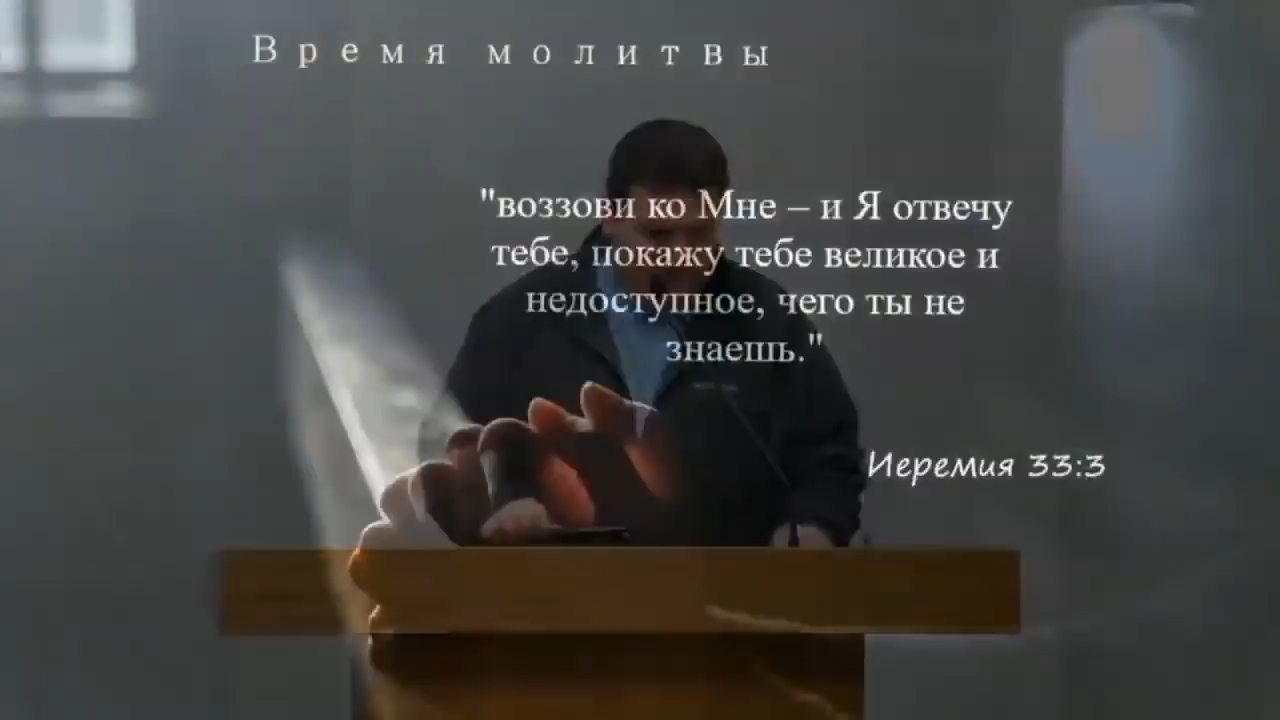 Время молитвы
"воззови ко Мне – и Я отвечу
тебе, покажу тебе великое и
недоступное, чего ты не
знаешь."
Иеремия 33:3